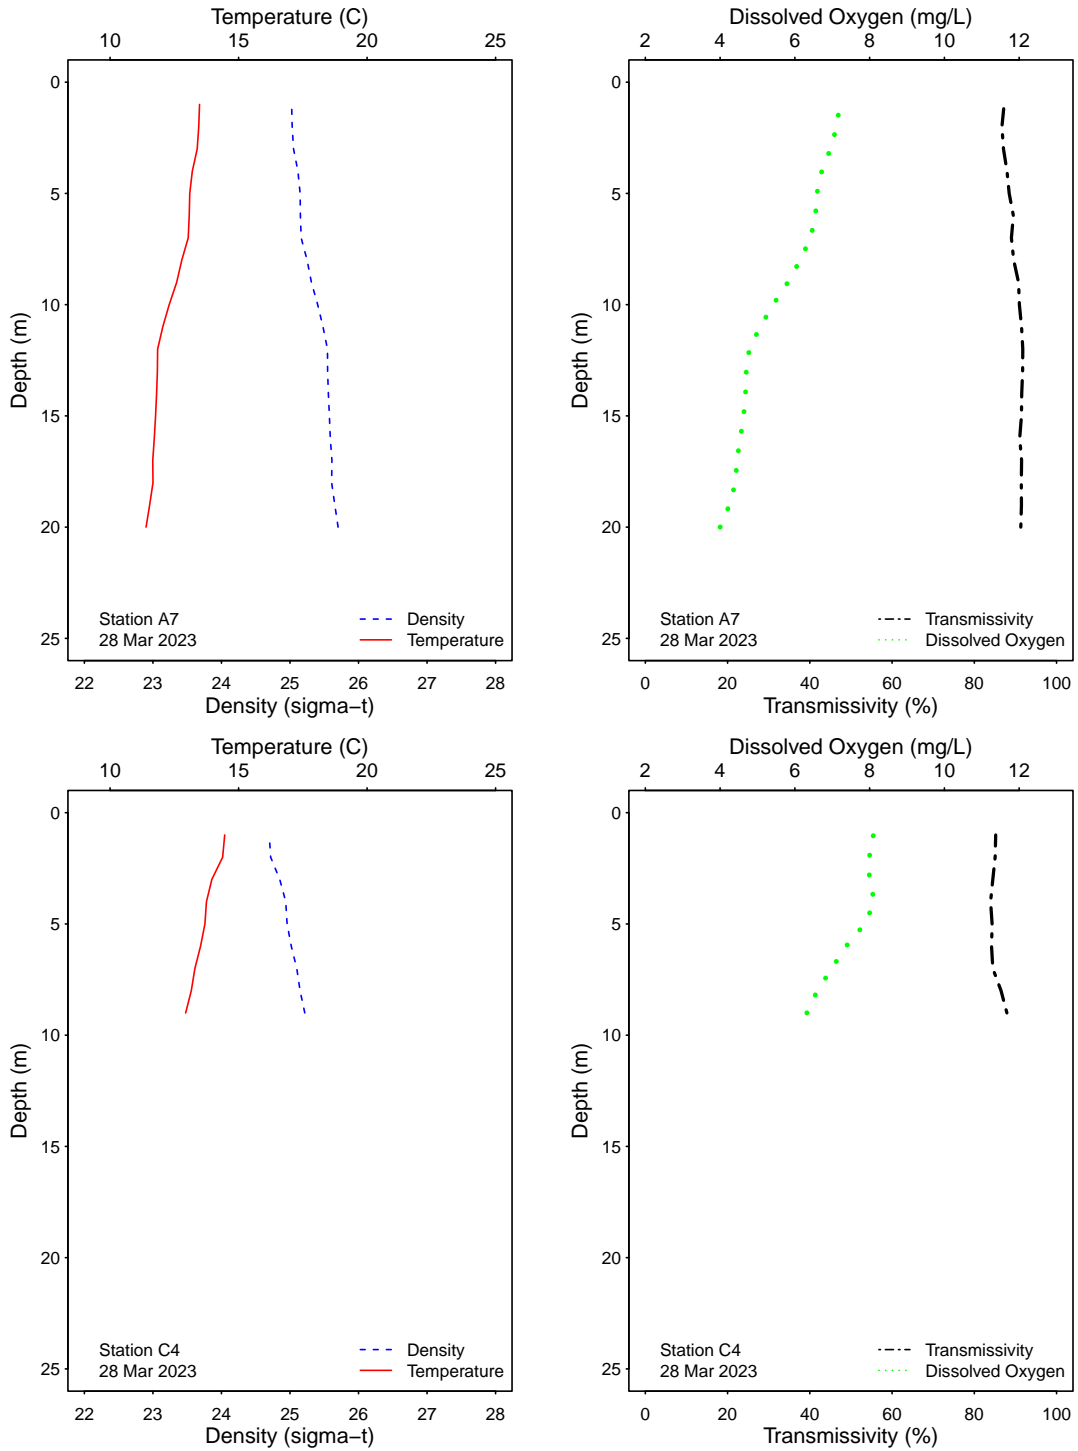 Temperature (C)
10 15 20 25
0
5
10
15
20
25
Depth (m)
Station A7
28 Mar 2023
Density
Temperature
22 23 24 25 26 27 28
Density (sigma−t)
Dissolved Oxygen (mg/L)
2 4 6 8 10 12
0
5
10
15
20
25
Depth (m)
Station A7
28 Mar 2023
Transmissivity
Dissolved Oxygen
0 20 40 60 80 100
Transmissivity (%)
Temperature (C)
10 15 20 25
0
5
10
15
20
25
Depth (m)
Station C4
28 Mar 2023
Density
Temperature
22 23 24 25 26 27 28
Density (sigma−t)
Dissolved Oxygen (mg/L)
2 4 6 8 10 12
0
5
10
15
20
25
Depth (m)
Station C4
28 Mar 2023
Transmissivity
Dissolved Oxygen
0 20 40 60 80 100
Transmissivity (%)